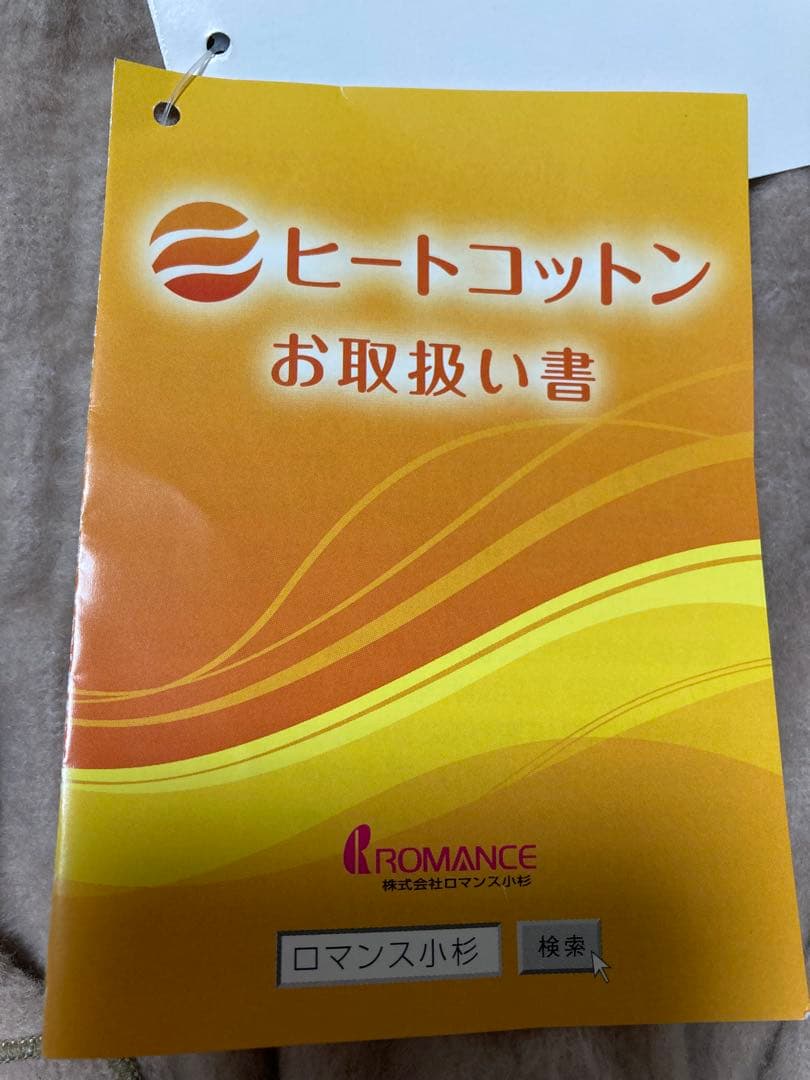 ヒートコットン
お取扱い書
ROMANCE
株式会社ロマンス小杉
ロマンス小杉 検索